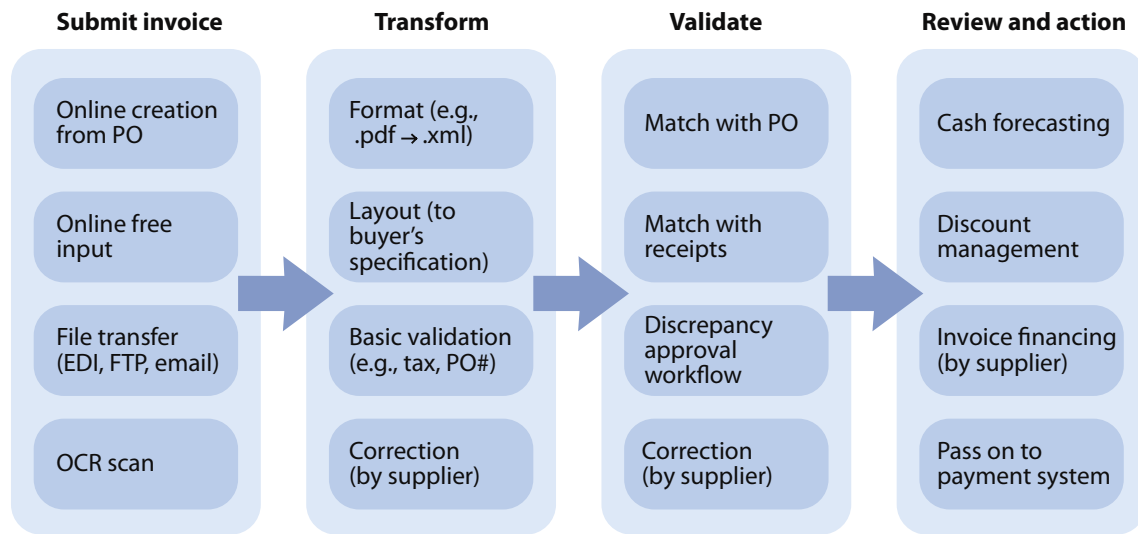 Submit invoice
Online creation
from PO
Online free
input
File transfer
(EDI, FTP, email)
OCR scan
Transform
Format (e.g.,
.pdf → .xml)
Layout (to
buyer’s
specification)
Basic validation
(e.g., tax, PO#)
Correction
(by supplier)
Validate
Match with PO
Match with
receipts
Discrepancy
approval
workflow
Correction
(by supplier)
Review and action
Cash forecasting
Discount
management
Invoice financing
(by supplier)
Pass on to
payment system